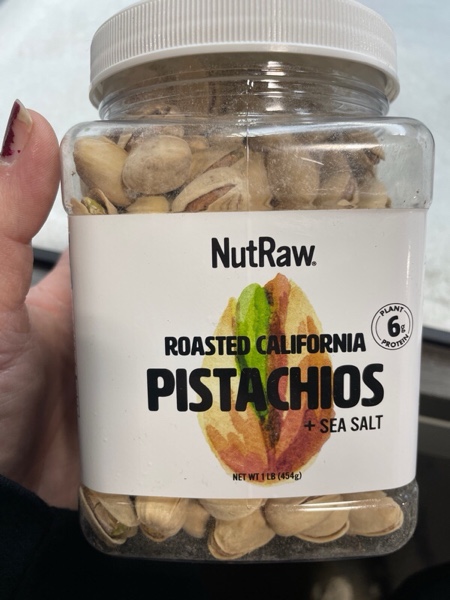 NutRaw®
PLANT
6g
PROTEIN
ROASTED CALIFORNIA
PISTACHIOS
+ SEA SALT
NET WT 1 LB (454g)